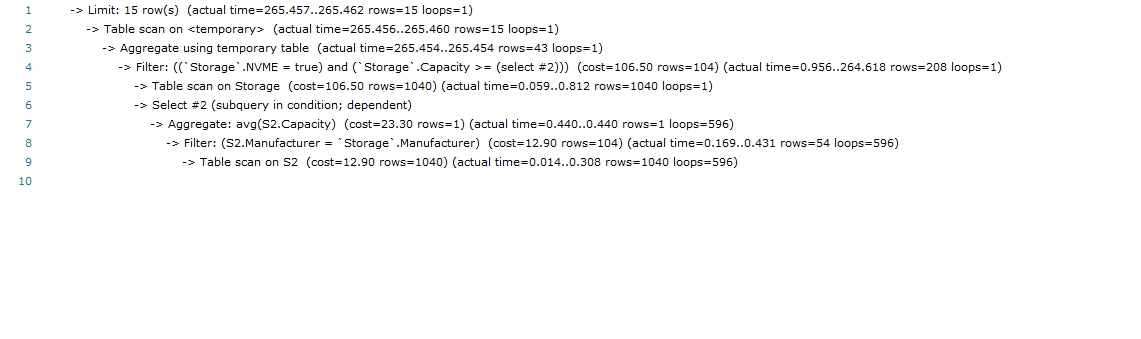 1 -> Limit: 15 row(s) (actual time=265.457..265.462 rows=15 loops=1)
2 -> Table scan on <temporary> (actual time=265.456..265.460 rows=15 loops=1)
3 -> Aggregate using temporary table (actual time=265.454..265.454 rows=43 loops=1)
4 -> Filter: ((`Storage`.NVME = true) and (`Storage`.Capacity >= (select #2))) (cost=106.50 rows=104) (actual time=0.956..264.618 rows=208 loops=1)
5 -> Table scan on Storage (cost=106.50 rows=1040) (actual time=0.059..0.812 rows=1040 loops=1)
6 -> Select #2 (subquery in condition; dependent)
7 -> Aggregate: avg(S2.Capacity) (cost=23.30 rows=1) (actual time=0.440..0.440 rows=1 loops=596)
8 -> Filter: (S2.Manufacturer = `Storage`.Manufacturer) (cost=12.90 rows=104) (actual time=0.169..0.431 rows=54 loops=596)
9 -> Table scan on S2 (cost=12.90 rows=1040) (actual time=0.014..0.308 rows=1040 loops=596)
10